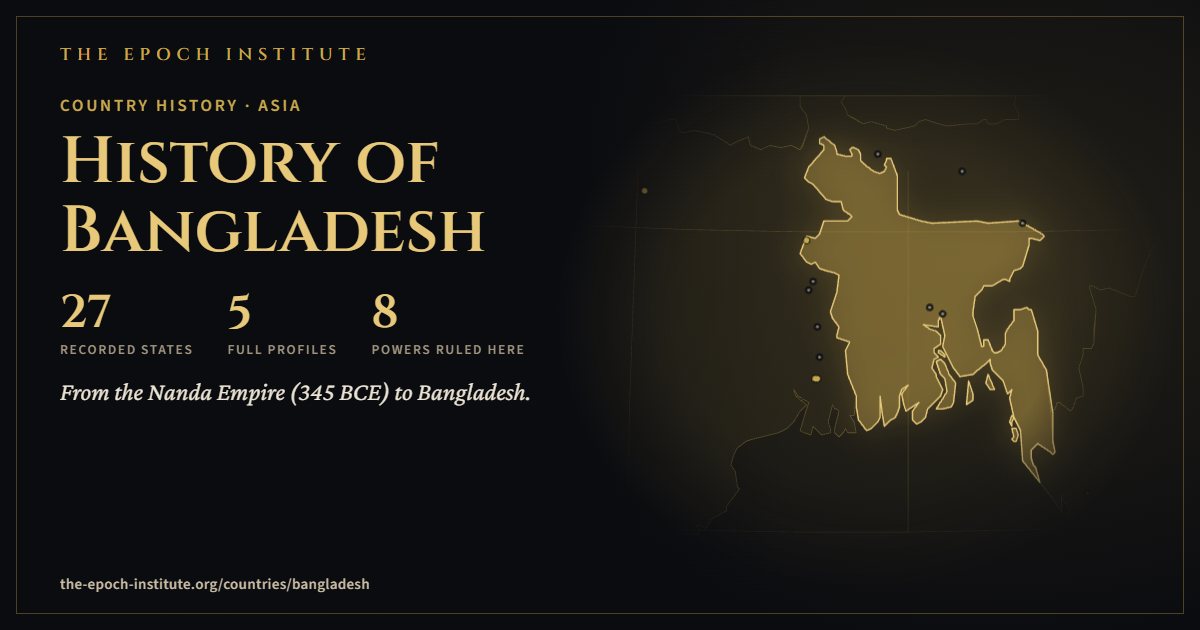 THE EPOCH INSTITUTE
COUNTRY HISTORY · ASIA
HISTORY OF
BANGLADESH
27 5 8
RECORDED STATES FULL PROFILES POWERS RULED HERE
From the Nanda Empire (345 BCE) to Bangladesh.
the-epoch-institute.org/countries/bangladesh